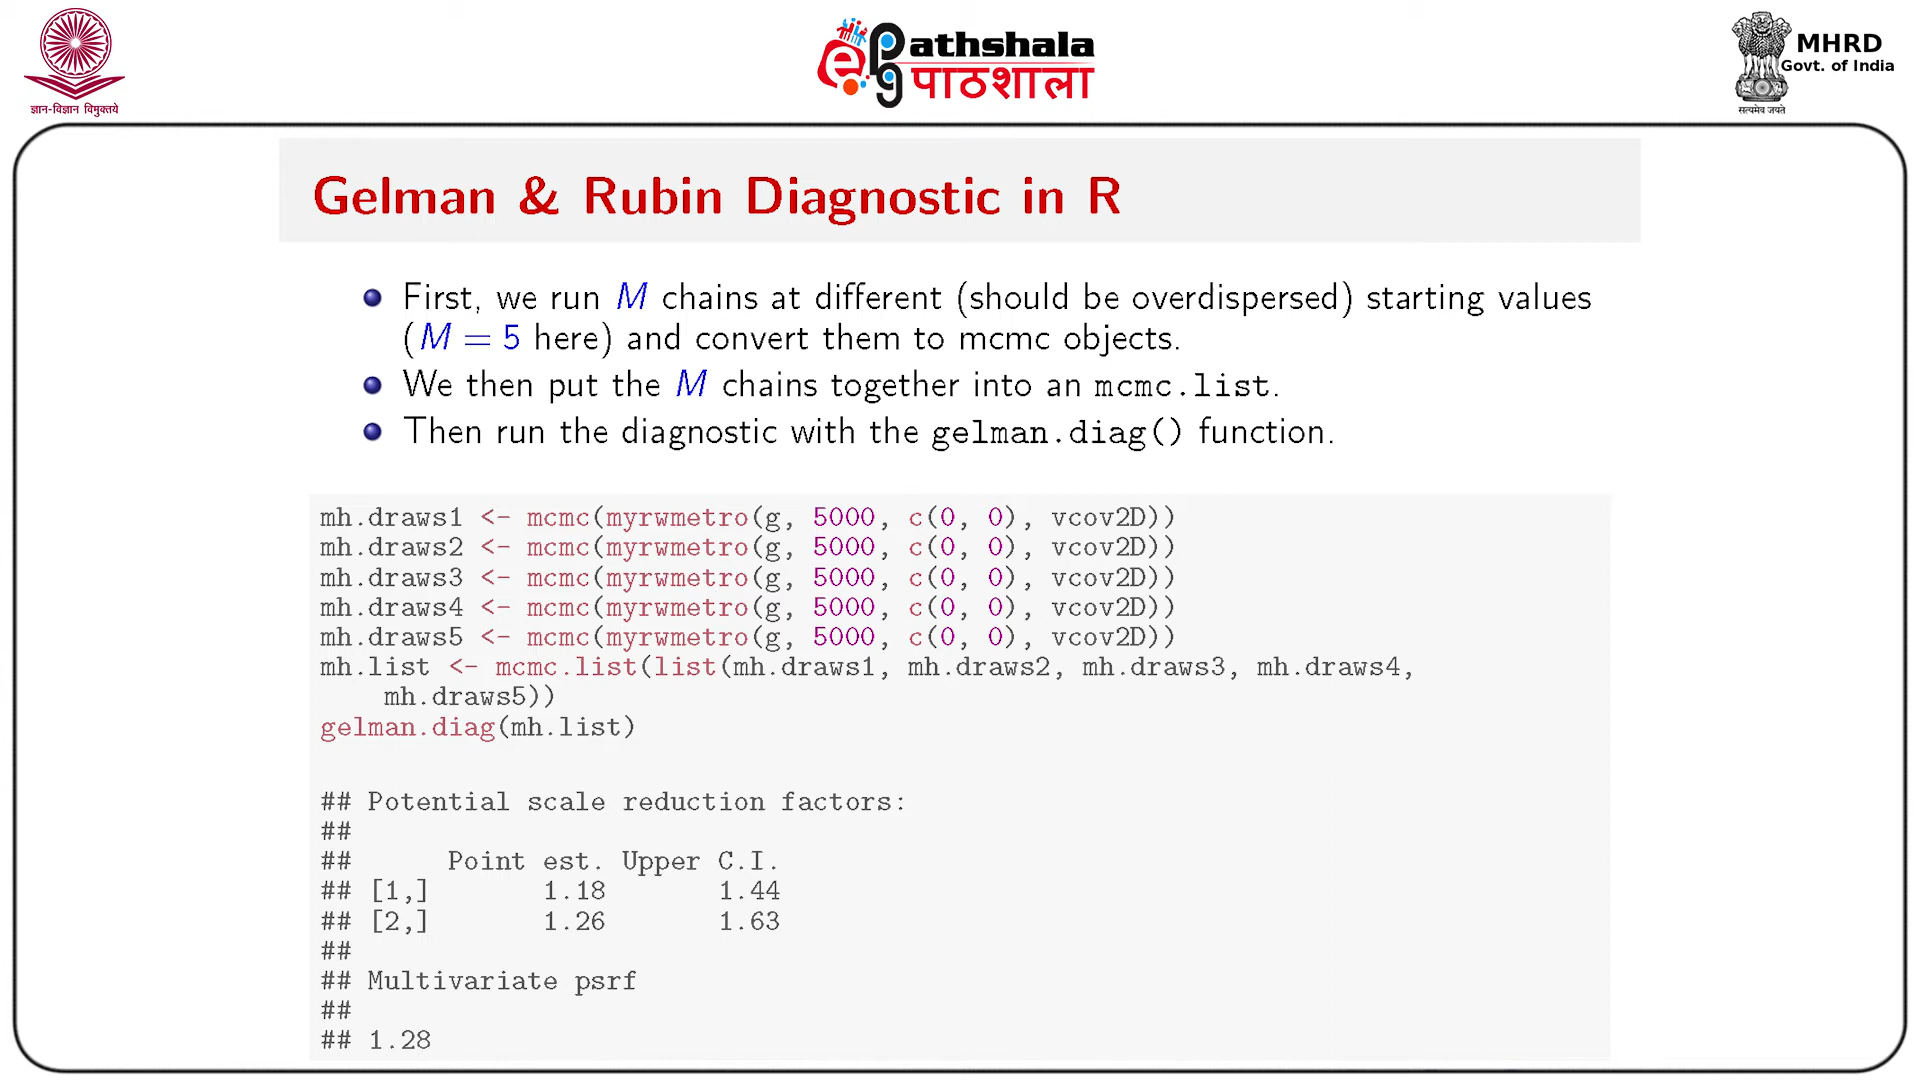 ज्ञान-विज्ञान विमुक्तये
e
PG
Pathshala
पाठशाला
MHRD
Govt. of India
सत्यमेव जयते
Gelman & Rubin Diagnostic in R
First, we run M chains at different (should be overdispersed) starting values
(M = 5 here) and convert them to mcmc objects.
We then put the M chains together into an mcmc.list.
Then run the diagnostic with the gelman.diag() function.
mh.draws1 <- mcmc(myrwmetro(g, 5000, c(0, 0), vcov2D))
mh.draws2 <- mcmc(myrwmetro(g, 5000, c(0, 0), vcov2D))
mh.draws3 <- mcmc(myrwmetro(g, 5000, c(0, 0), vcov2D))
mh.draws4 <- mcmc(myrwmetro(g, 5000, c(0, 0), vcov2D))
mh.draws5 <- mcmc(myrwmetro(g, 5000, c(0, 0), vcov2D))
mh.list <- mcmc.list(list(mh.draws1, mh.draws2, mh.draws3, mh.draws4,
    mh.draws5))
gelman.diag(mh.list)
## Potential scale reduction factors:
##
##      Point est. Upper C.I.
## [1,]       1.18       1.44
## [2,]       1.26       1.63
##
## Multivariate psrf
##
## 1.28